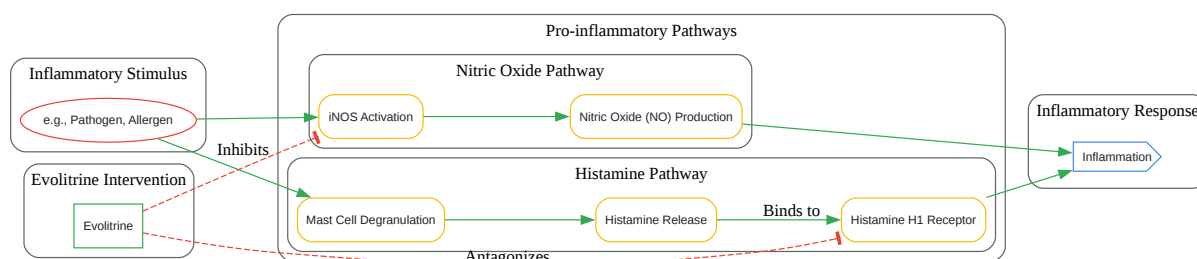 Pro-inflammatory Pathways
Inflammatory Stimulus
Nitric Oxide Pathway
e.g., Pathogen, Allergen
iNOS Activation
Nitric Oxide (NO) Production
Inflammatory Response
Inhibits
Inflammation
Evolitrine Intervention
Histamine Pathway
Evolitrine
Mast Cell Degranulation
Histamine Release
Binds to
Histamine H1 Receptor
Antagonizes